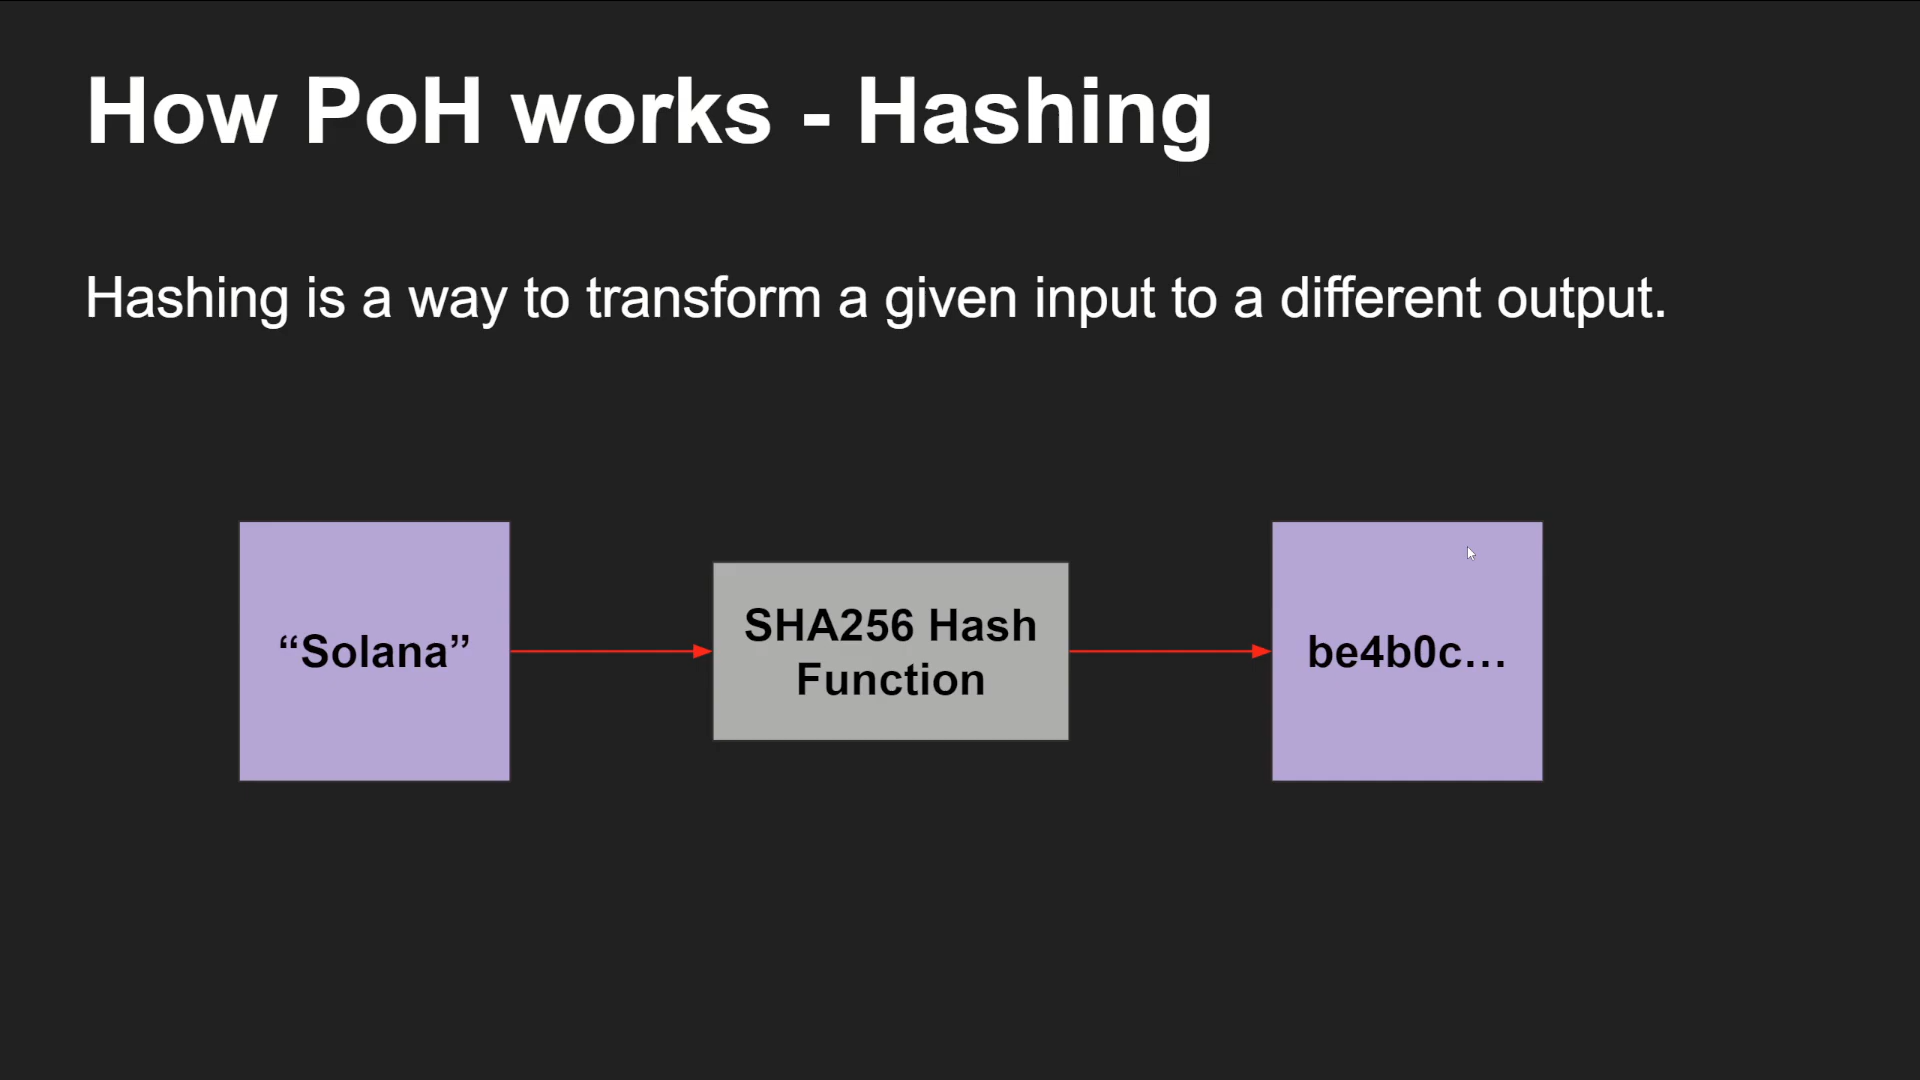 How PoH works - Hashing
Hashing is a way to transform a given input to a different output.
“Solana”
SHA256 Hash
Function
be4b0c...